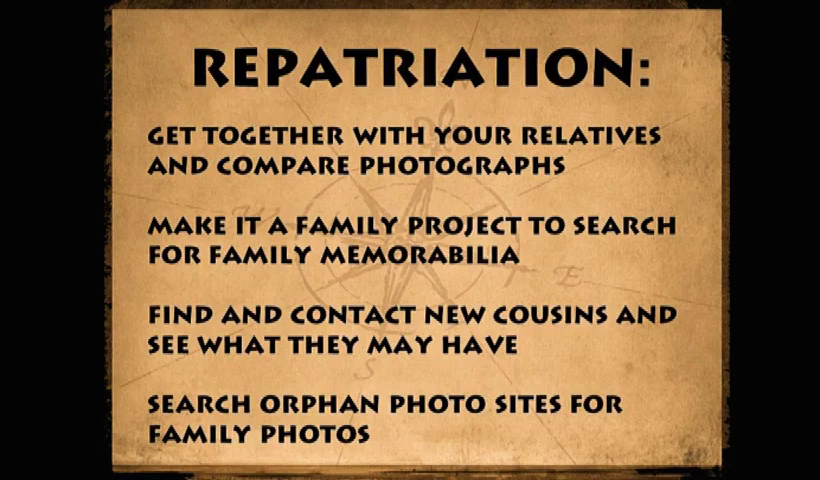 REPATRIATION:
GET TOGETHER WITH YOUR RELATIVES
AND COMPARE PHOTOGRAPHS
MAKE IT A FAMILY PROJECT TO SEARCH
FOR FAMILY MEMORABILIA
FIND AND CONTACT NEW COUSINS AND
SEE WHAT THEY MAY HAVE
SEARCH ORPHAN PHOTO SITES FOR
FAMILY PHOTOS
W
E
S